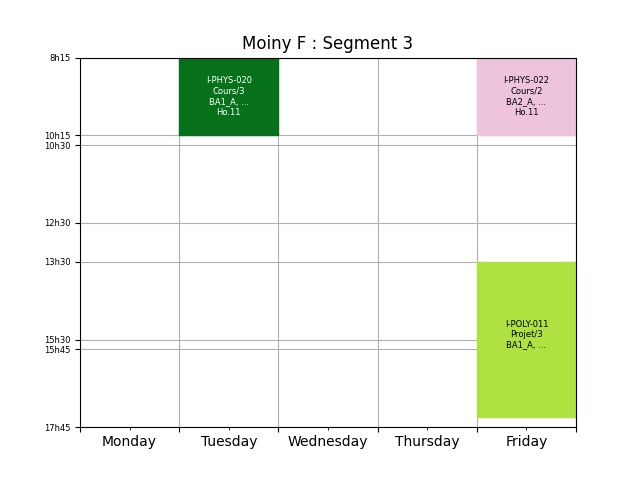 Moiny F : Segment 3
8h15
I-PHYS-020
Cours/3
BA1_A, ...
Ho.11
I-PHYS-022
Cours/2
BA2_A, ...
Ho.11
10h15
10h30
12h30
13h30
I-POLY-011
Projet/3
BA1_A, ...
15h30
15h45
17h45
Monday Tuesday Wednesday Thursday Friday